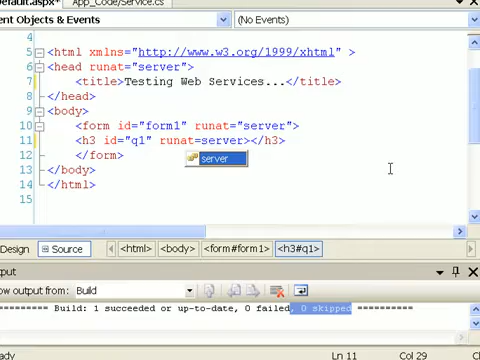 Default.aspx*  App_Code/Service.cs
ent Objects & Events  (No Events)
4
5 <html xmlns="http://www.w3.org/1999/xhtml" >
6 <head runat="server">
7 <title>Testing Web Services...</title>
8 </head>
9 <body>
10 <form id="form1" runat="server">
11 <h3 id="q1" runat=server></h3>
12 </form>
server
13 </body>
14 </html>
15
Design  Source  <html> <body> <form#form1> <h3#q1>
tput
ow output from: Build
========== Build: 1 succeeded or up-to-date, 0 failed, 0 skipped ==========
ady  Ln 11  Col 29